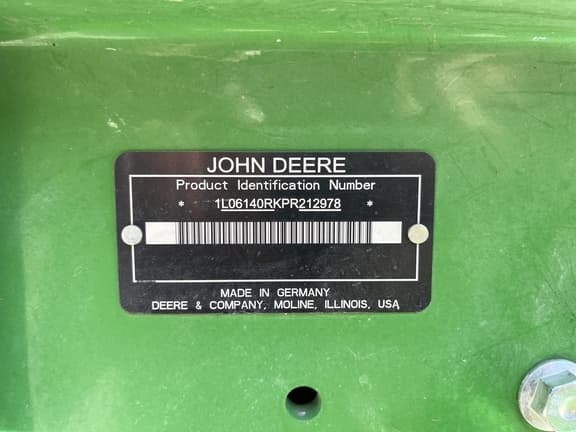 JOHN DEERE
Product Identification Number
* 1L06140RKPR212978 *
MADE IN GERMANY
DEERE & COMPANY, MOLINE, ILLINOIS, USA